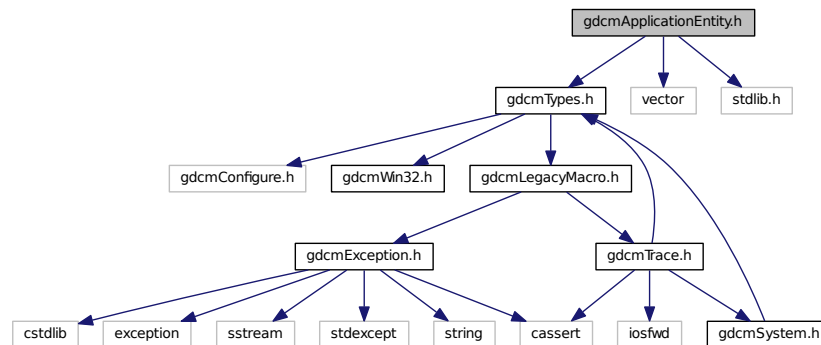 gdcmApplicationEntity.h
gdcmTypes.h
vector
stdlib.h
gdcmConfigure.h
gdcmWin32.h
gdcmLegacyMacro.h
gdcmException.h
gdcmTrace.h
cstdlib
exception
sstream
stdexcept
string
cassert
iosfwd
gdcmSystem.h